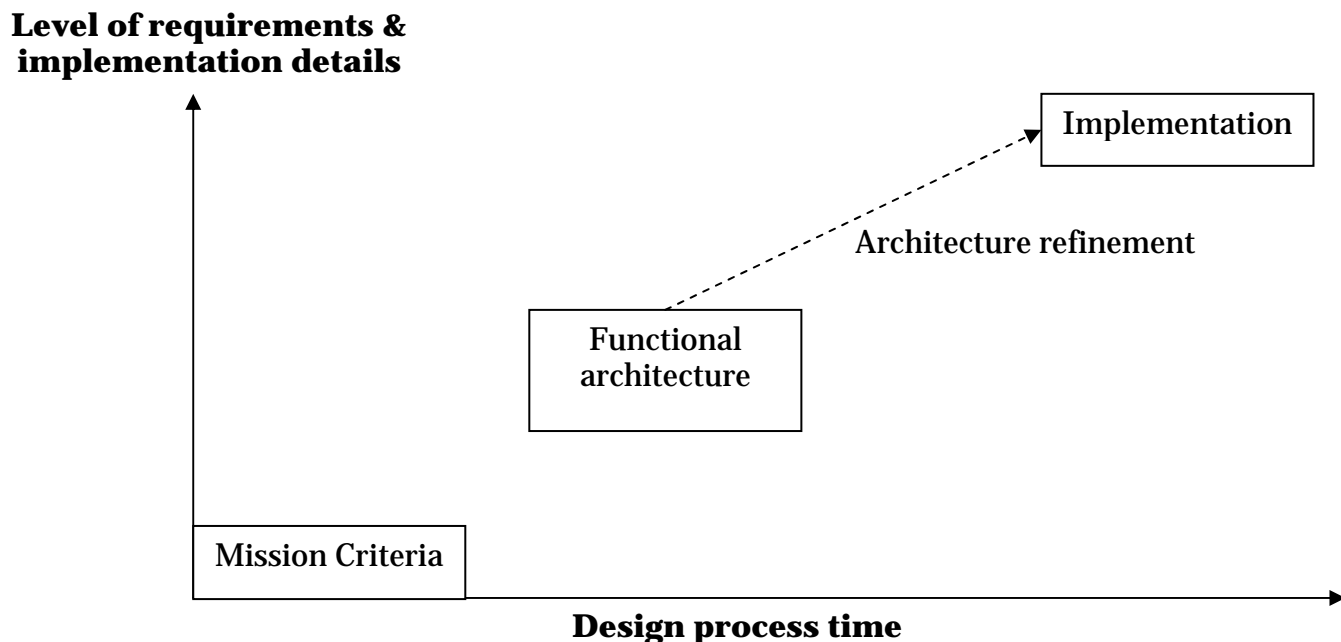 Level of requirements &
implementation details
Implementation
Architecture refinement
Functional
architecture
Mission Criteria
Design process time